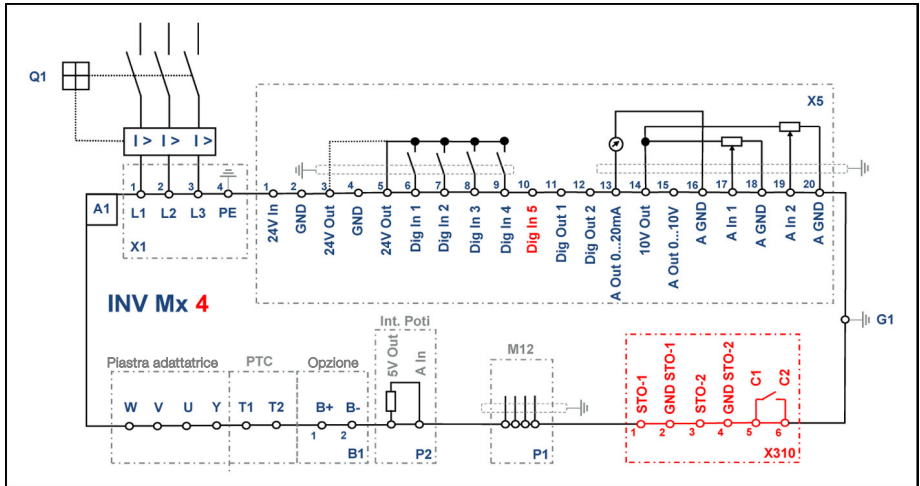 Q1
I > I > I >
X5
1 2 3 4
A1
L1 L2 L3 PE
X1
1 2 3 4 5 6 7 8 9 10 11 12 13 14 15 16 17 18 19 20
24V In
GND
24V Out
GND
24V Out
Dig In 1
Dig In 2
Dig In 3
Dig In 4
Dig In 5
Dig Out 1
Dig Out 2
A Out 0...20mA
10V Out
A Out 0...10V
A GND
A In 1
A GND
A In 2
A GND
INV Mx 4
G1
Piastra adattatrice
PTC
Opzione
Int. Poti
M12
5V Out
A In
STO-1
GND STO-1
STO-2
GND STO-2
C1
C2
W V U Y T1 T2 B+ B-
1 2
B1
P2
P1
1 2 3 4 5 6
X310